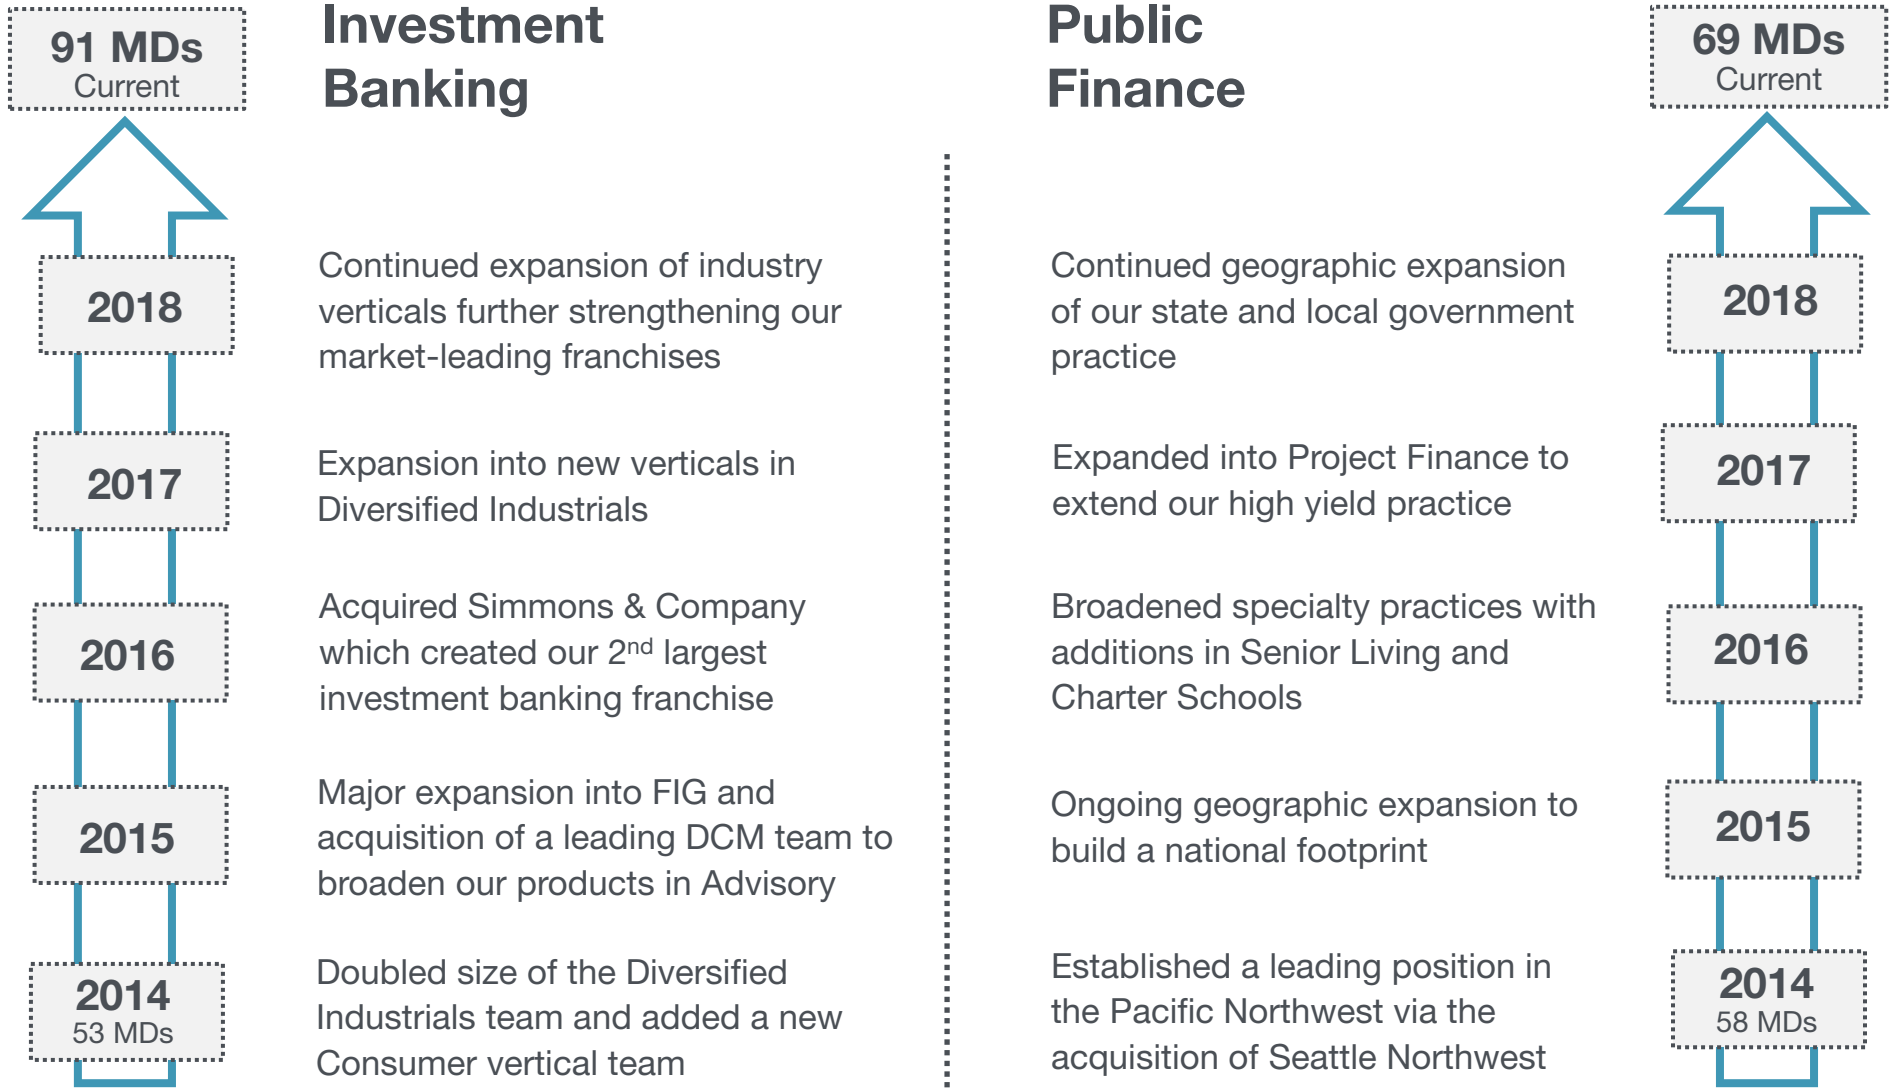 91 MDs
Current
Investment
Banking
2018
Continued expansion of industry
verticals further strengthening our
market-leading franchises
2017
Expansion into new verticals in
Diversified Industrials
2016
Acquired Simmons & Company
which created our 2nd largest
investment banking franchise
2015
Major expansion into FIG and
acquisition of a leading DCM team to
broaden our products in Advisory
2014
53 MDs
Doubled size of the Diversified
Industrials team and added a new
Consumer vertical team
Public
Finance
69 MDs
Current
Continued geographic expansion
of our state and local government
practice
2018
Expanded into Project Finance to
extend our high yield practice
2017
Broadened specialty practices with
additions in Senior Living and
Charter Schools
2016
Ongoing geographic expansion to
build a national footprint
2015
Established a leading position in
the Pacific Northwest via the
acquisition of Seattle Northwest
2014
58 MDs